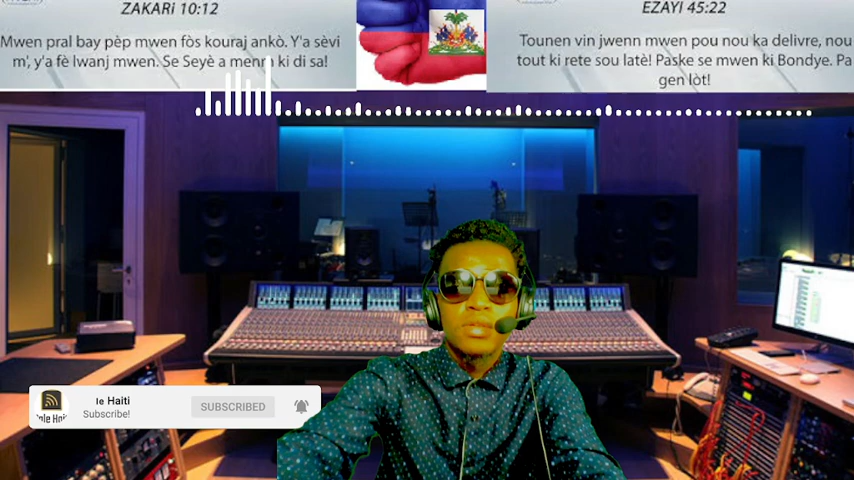 ZAKARi 10:12
Mwen pral bay pèp mwen fòs kouraj ankò. Y'a sèvi
m', y'a fè lwanj mwen. Se Seyè a menm ki di sa!
EZAYI 45:22
Tounen vin jwenn mwen pou nou ka delivre, nou
tout ki rete sou latè! Paske se mwen ki Bondye. Pa
gen lòt!
le Haiti
Subscribe!
SUBSCRIBED